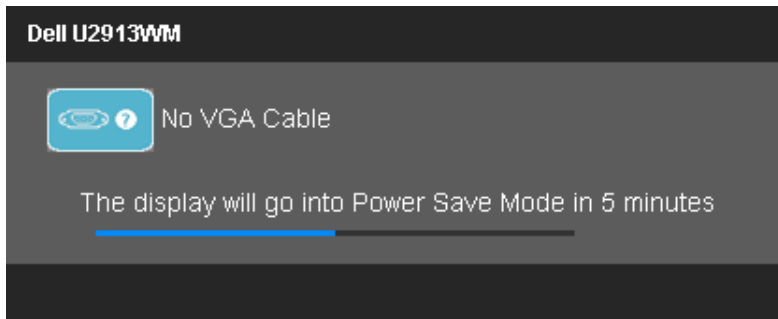 Dell U2913WM
? No VGA Cable
The display will go into Power Save Mode in 5 minutes